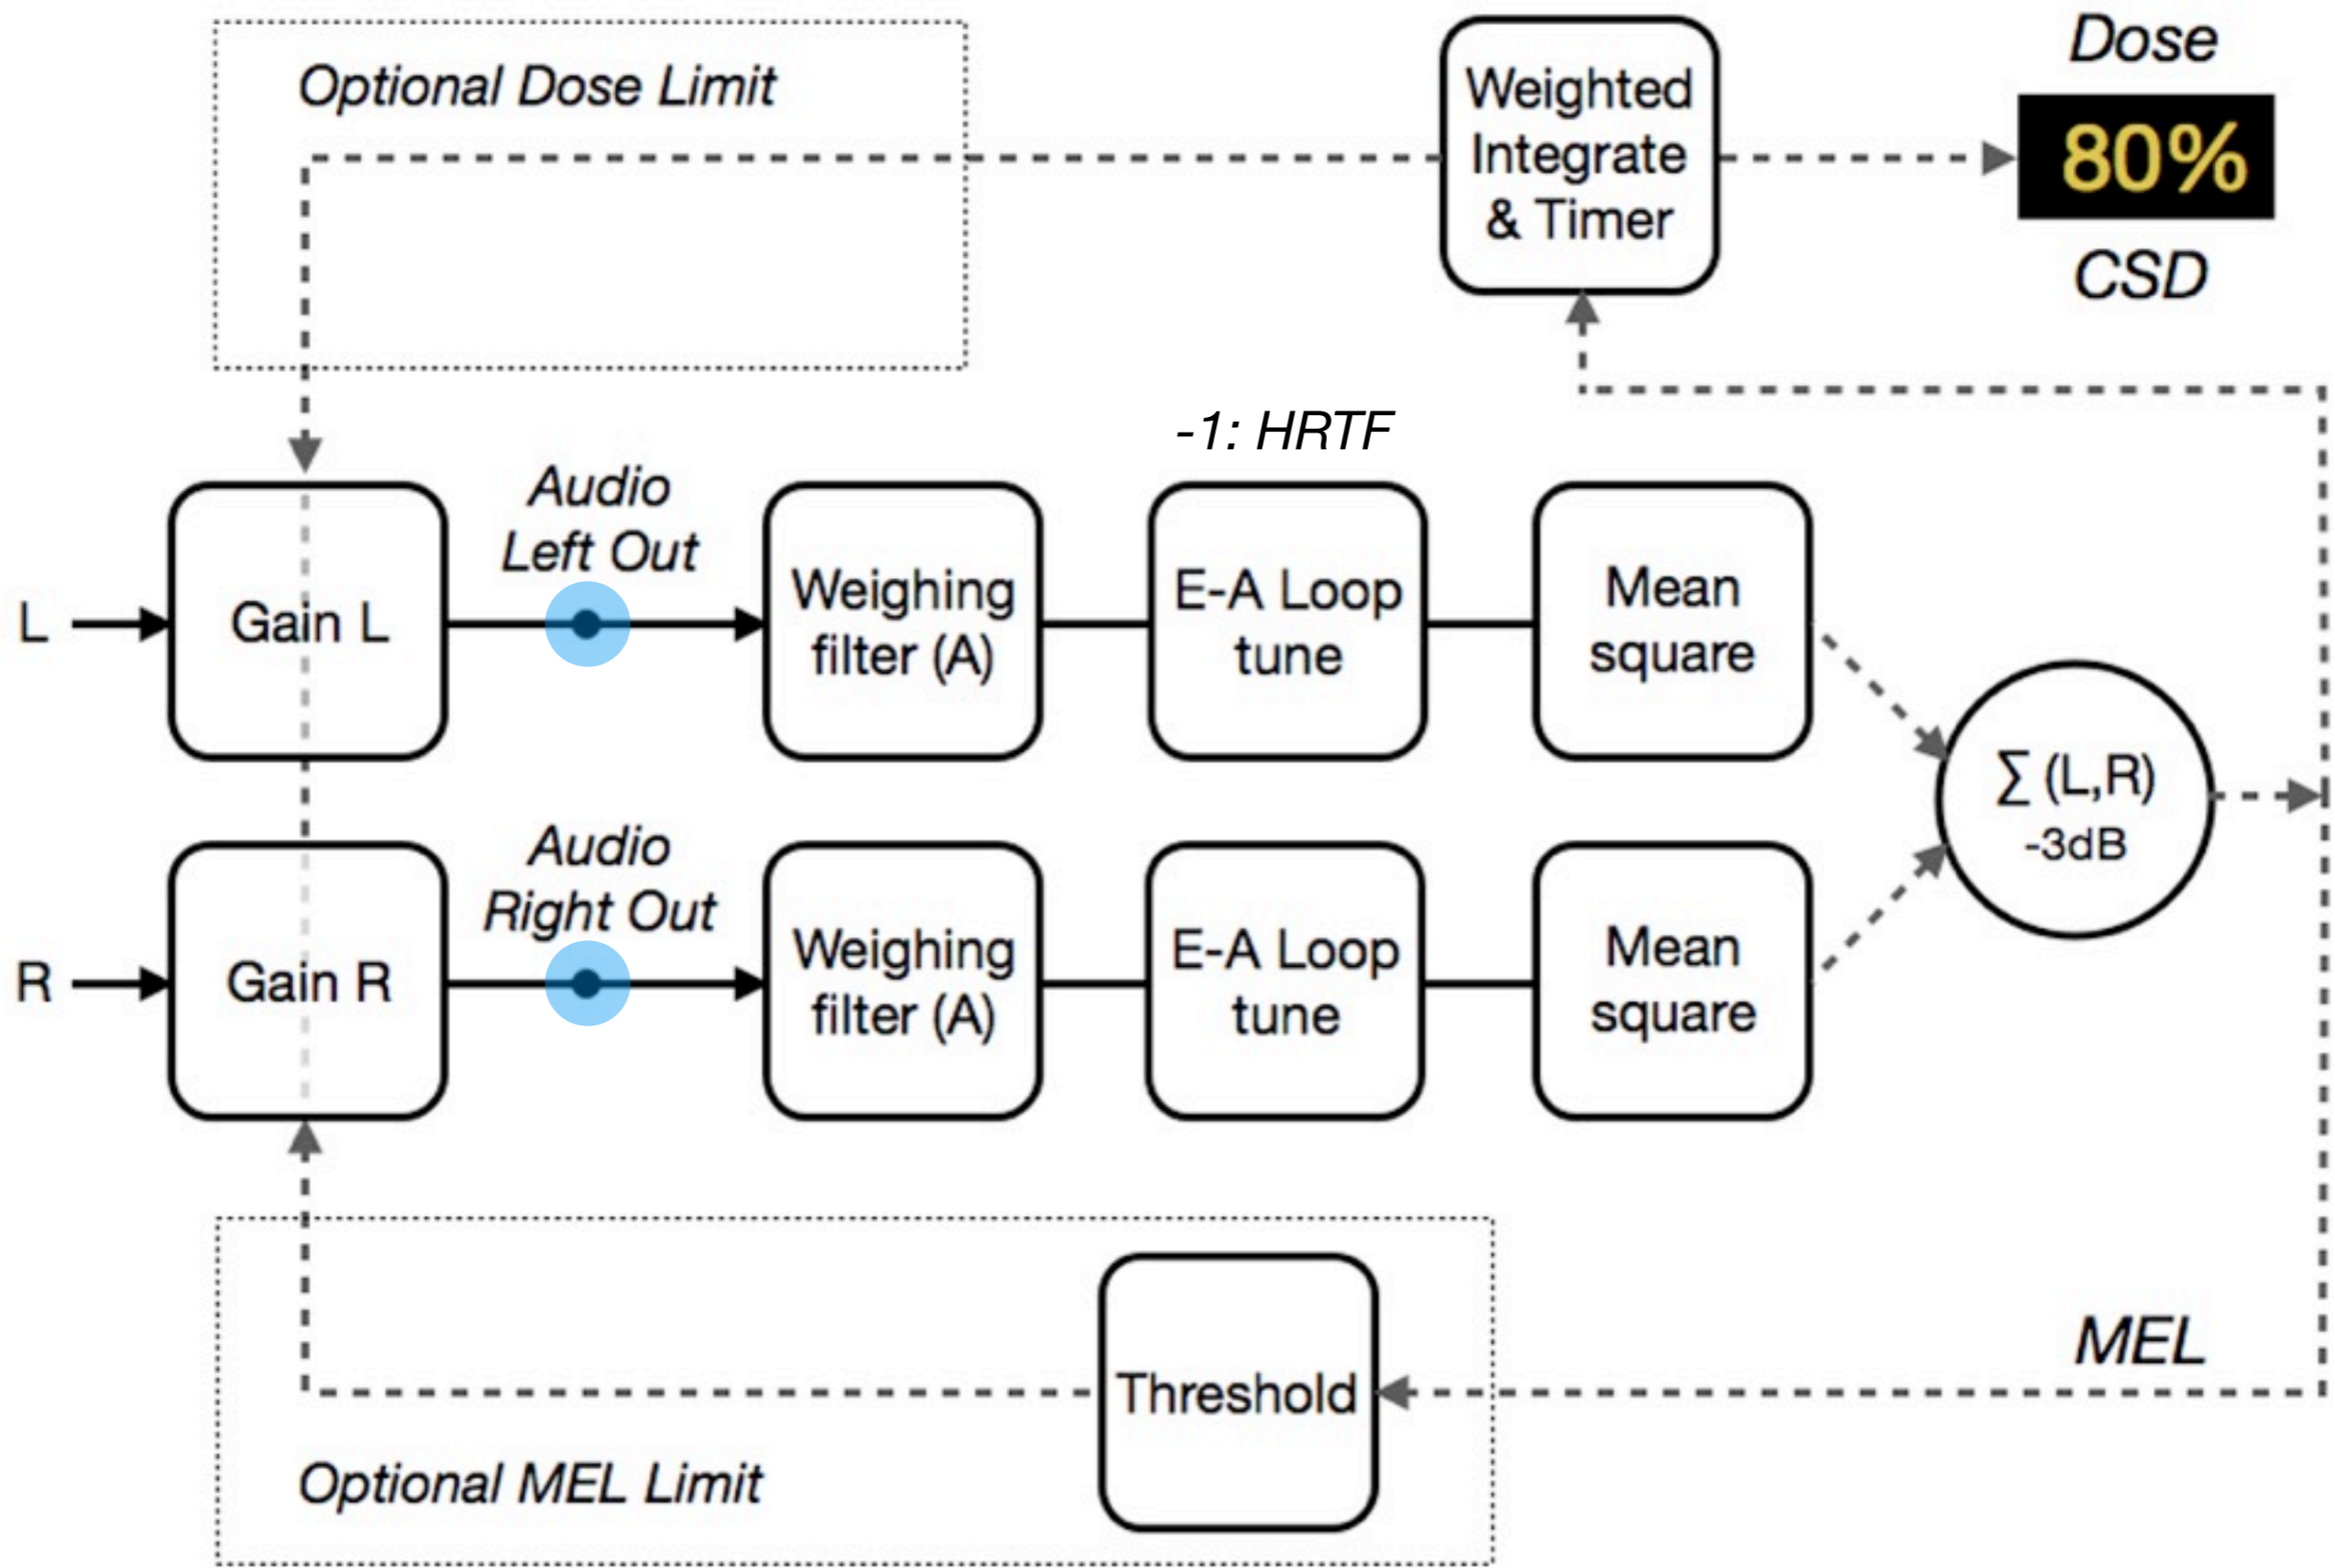 Optional Dose Limit
Weighted
Integrate
& Timer
Dose
80%
CSD
-1: HRTF
L
Gain L
Audio
Left Out
Weighing
filter (A)
E-A Loop
tune
Mean
square
∑ (L,R)
-3dB
R
Gain R
Audio
Right Out
Weighing
filter (A)
E-A Loop
tune
Mean
square
Threshold
MEL
Optional MEL Limit